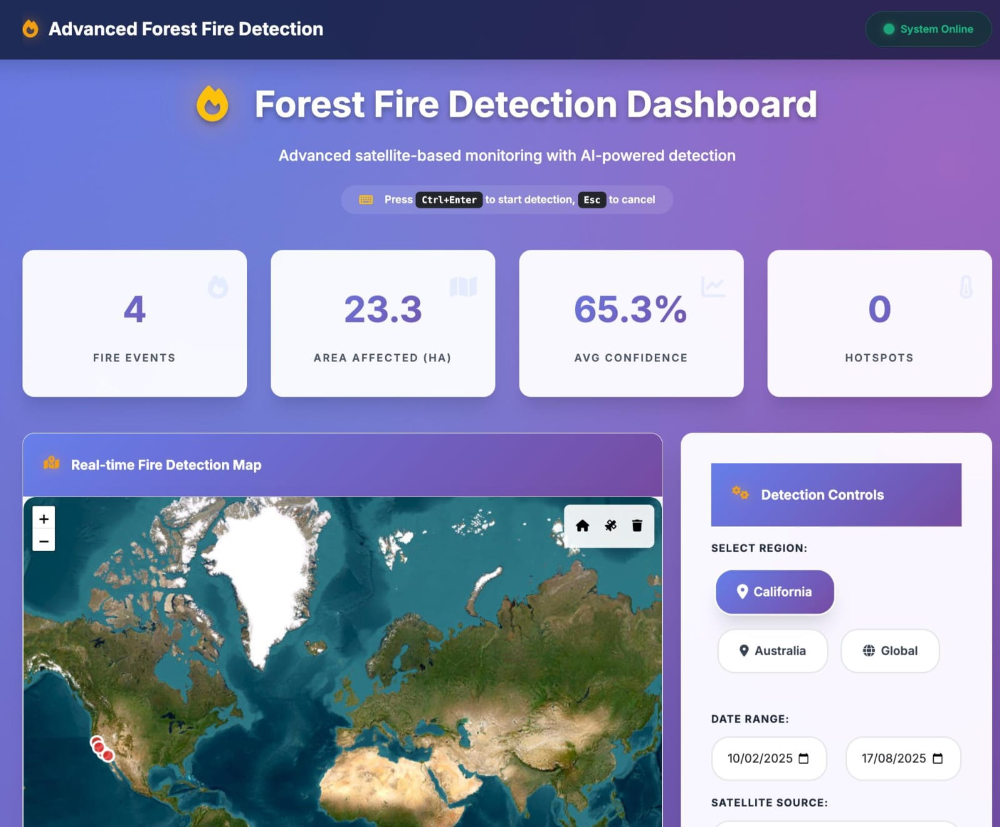 Advanced Forest Fire Detection
System Online
Forest Fire Detection Dashboard
Advanced satellite-based monitoring with AI-powered detection
Press Ctrl+Enter to start detection, Esc to cancel
4
FIRE EVENTS
23.3
AREA AFFECTED (HA)
65.3%
AVG CONFIDENCE
0
HOTSPOTS
Real-time Fire Detection Map
+
−
Detection Controls
SELECT REGION:
California
Australia
Global
DATE RANGE:
10/02/2025
17/08/2025
SATELLITE SOURCE: